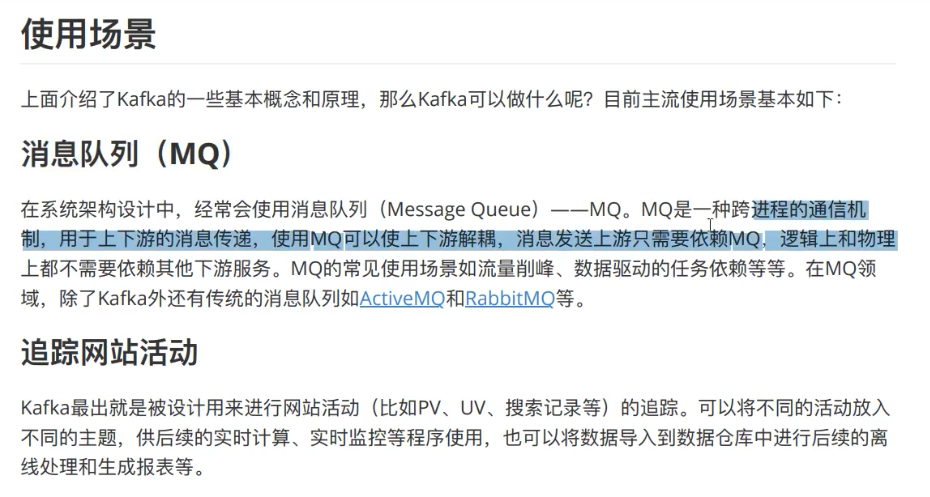 使用场景
上面介绍了Kafka的一些基本概念和原理，那么Kafka可以做什么呢？目前主流使用场景基本如下：
消息队列（MQ）
在系统架构设计中，经常会使用消息队列（Message Queue）——MQ。MQ是一种跨进程的通信机
制，用于上下游的消息传递，使用MQ可以使上下游解耦，消息发送上游只需要依赖MQ，逻辑上和物理
上都不需要依赖其他下游服务。MQ的常见使用场景如流量削峰、数据驱动的任务依赖等等。在MQ领
域，除了Kafka外还有传统的消息队列如ActiveMQ和RabbitMQ等。
追踪网站活动
Kafka最出就是被设计用来进行网站活动（比如PV、UV、搜索记录等）的追踪。可以将不同的活动放入
不同的主题，供后续的实时计算、实时监控等程序使用，也可以将数据导入到数据仓库中进行后续的离
线处理和生成报表等。